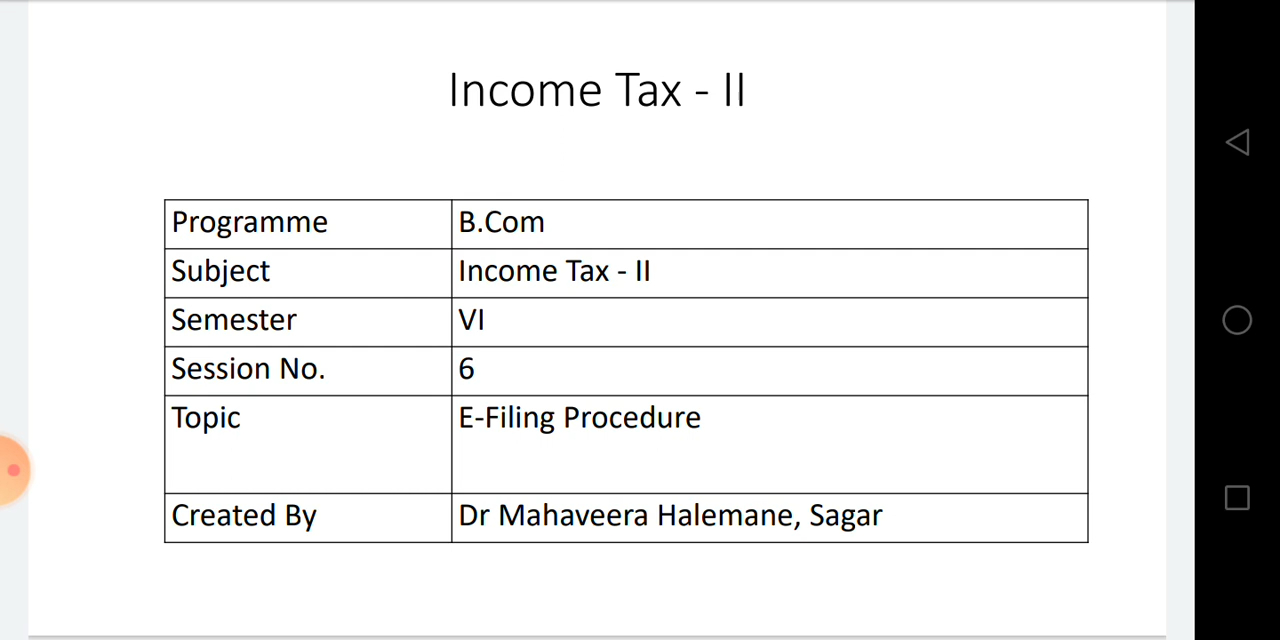 Income Tax - II
Programme B.Com
Subject Income Tax - II
Semester VI
Session No. 6
Topic E-Filing Procedure
Created By Dr Mahaveera Halemane, Sagar